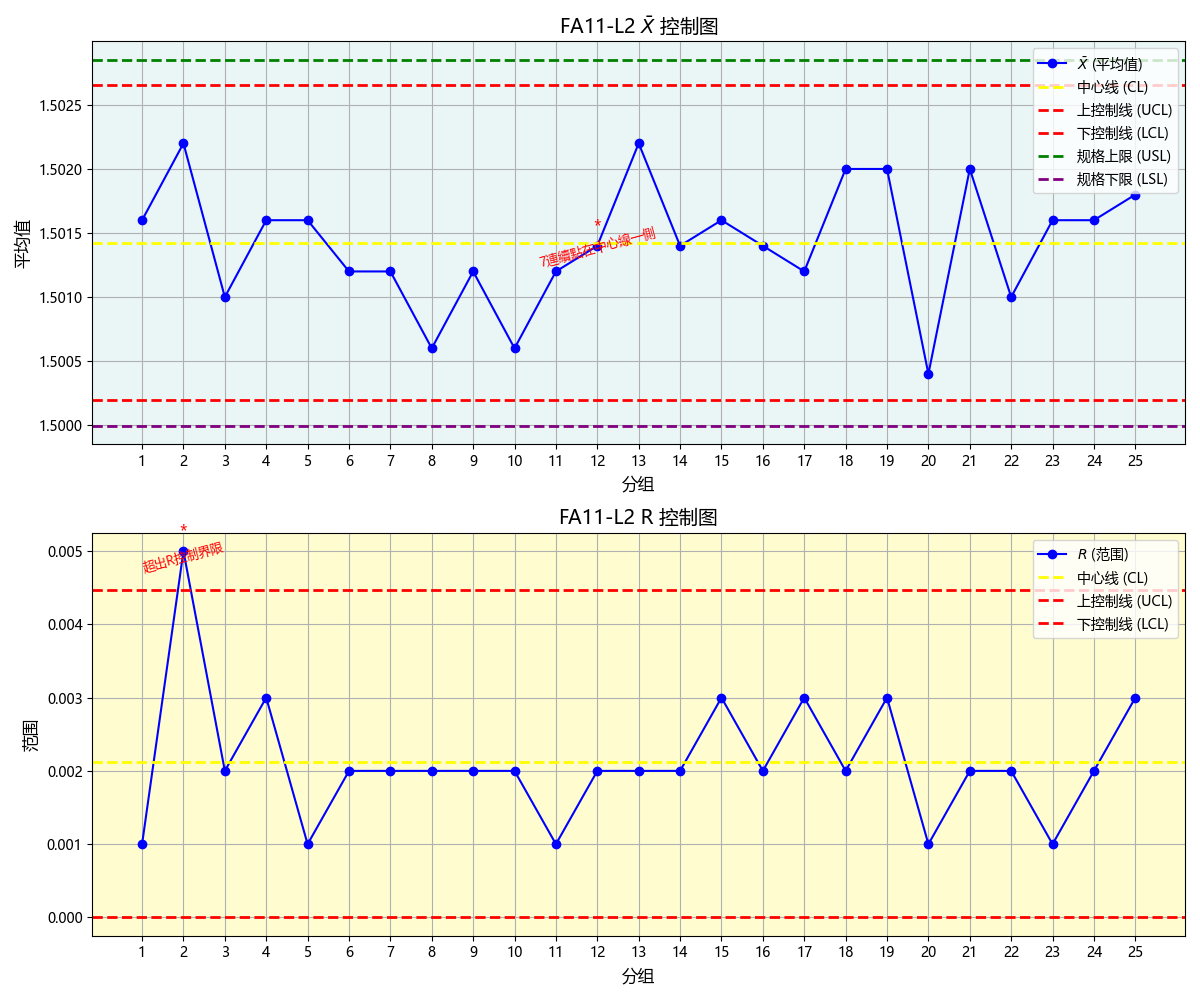 FA11-L2 X̄ 控制图
X̄ (平均值)
中心线 (CL)
上控制线 (UCL)
下控制线 (LCL)
规格上限 (USL)
规格下限 (LSL)
平均值
1.5025
1.5020
1.5015
1.5010
1.5005
1.5000
*
7連續點在中心線一側
1 2 3 4 5 6 7 8 9 10 11 12 13 14 15 16 17 18 19 20 21 22 23 24 25
分组
FA11-L2 R 控制图
*
超出R控制界限
R (范围)
中心线 (CL)
上控制线 (UCL)
下控制线 (LCL)
范围
0.005
0.004
0.003
0.002
0.001
0.000
1 2 3 4 5 6 7 8 9 10 11 12 13 14 15 16 17 18 19 20 21 22 23 24 25
分组